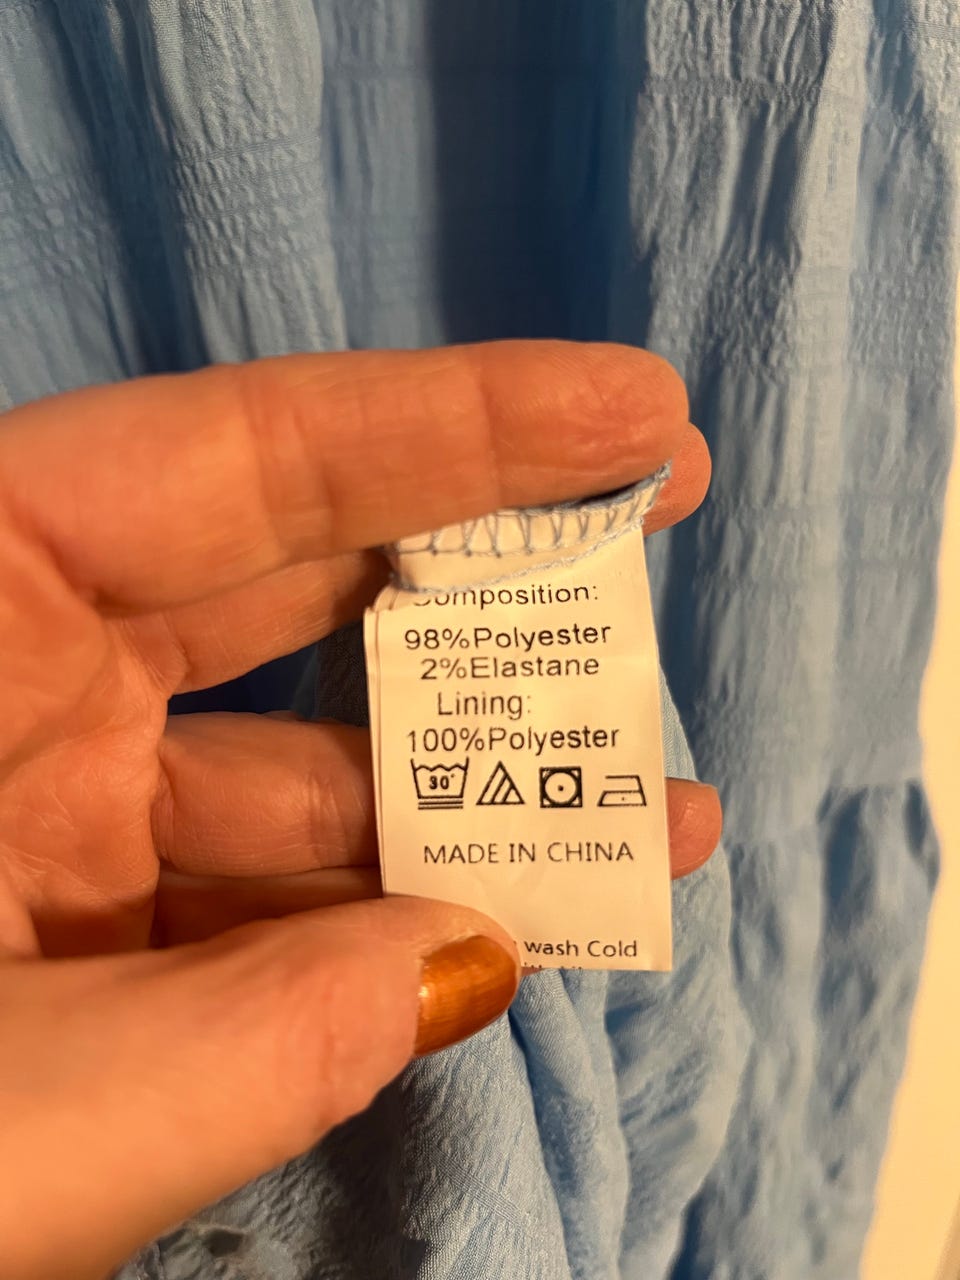 Composition:
98%Polyester
2%Elastane
Lining:
100%Polyester
30°
MADE IN CHINA
wash Cold